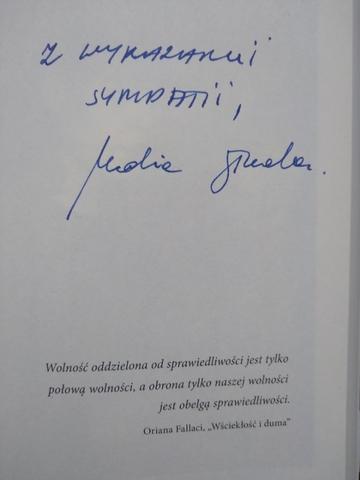 Z WYRAZAMI
SYMPATII,
Wolność oddzielona od sprawiedliwości jest tylko
połową wolności, a obrona tylko naszej wolności
jest obelgą sprawiedliwości.
Oriana Fallaci, „Wściekłość i duma"